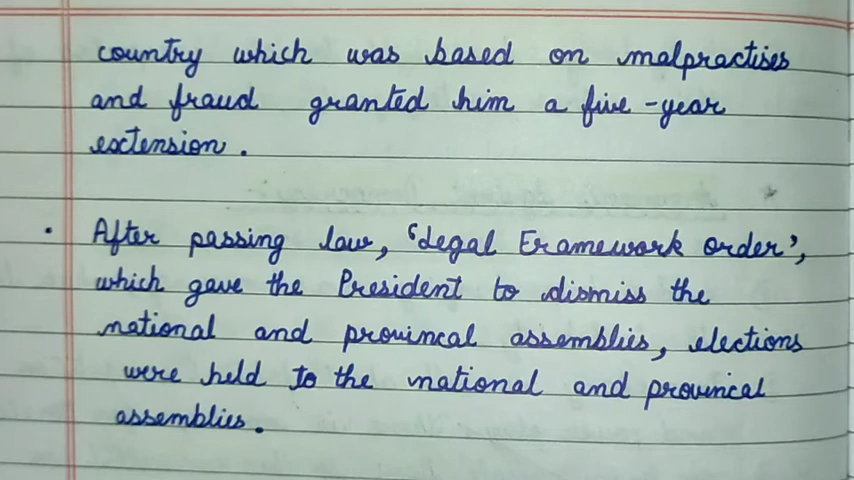 country which was based on malpractises
and fraud granted him a five-year
extension.
• After passing law, 'Legal Framework order',
which gave the President to dismiss the
national and provincal assemblies, elections
were held to the national and provincal
assemblies.